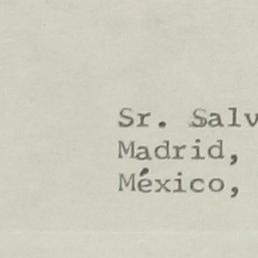 Sr. Salv
Madrid,
México,